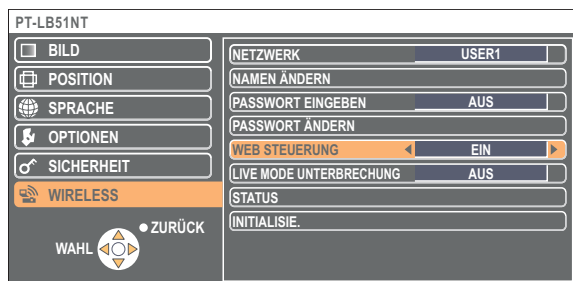 PT-LB51NT
BILD
POSITION
SPRACHE
OPTIONEN
SICHERHEIT
WIRELESS
ZURÜCK
WAHL
NETZWERK USER1
NAMEN ÄNDERN
PASSWORT EINGEBEN AUS
PASSWORT ÄNDERN
WEB STEUERUNG EIN
LIVE MODE UNTERBRECHUNG AUS
STATUS
INITIALISIE.